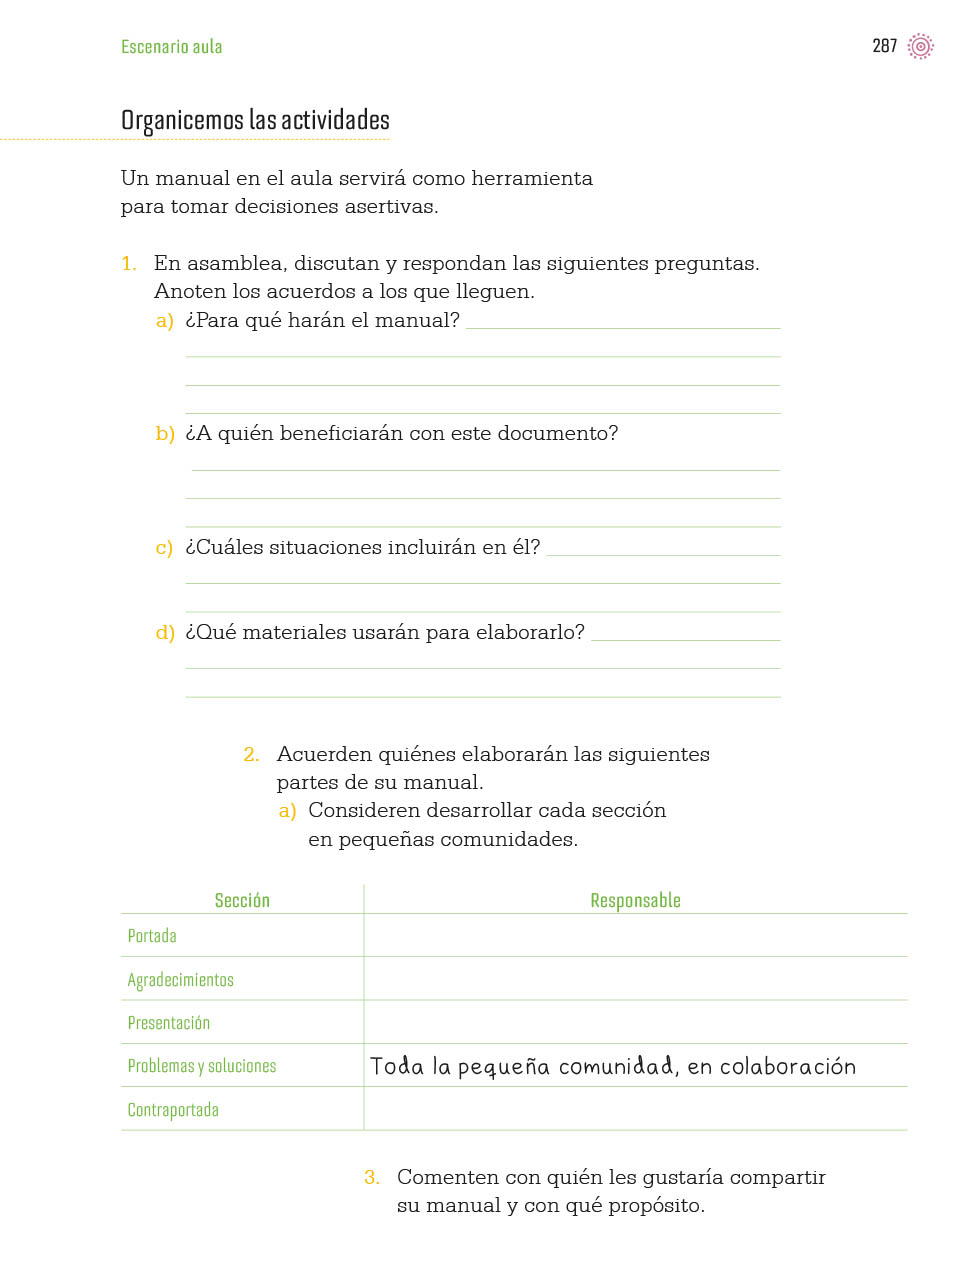 Escenario aula
287
Organicemos las actividades
Un manual en el aula servirá como herramienta
para tomar decisiones asertivas.
1. En asamblea, discutan y respondan las siguientes preguntas.
Anoten los acuerdos a los que lleguen.
a) ¿Para qué harán el manual?
b) ¿A quién beneficiarán con este documento?
c) ¿Cuáles situaciones incluirán en él?
d) ¿Qué materiales usarán para elaborarlo?
2. Acuerden quiénes elaborarán las siguientes
partes de su manual.
a) Consideren desarrollar cada sección
en pequeñas comunidades.
Sección Responsable
Portada
Agradecimientos
Presentación
Problemas y soluciones Toda la pequeña comunidad, en colaboración
Contraportada
3. Comenten con quién les gustaría compartir
su manual y con qué propósito.